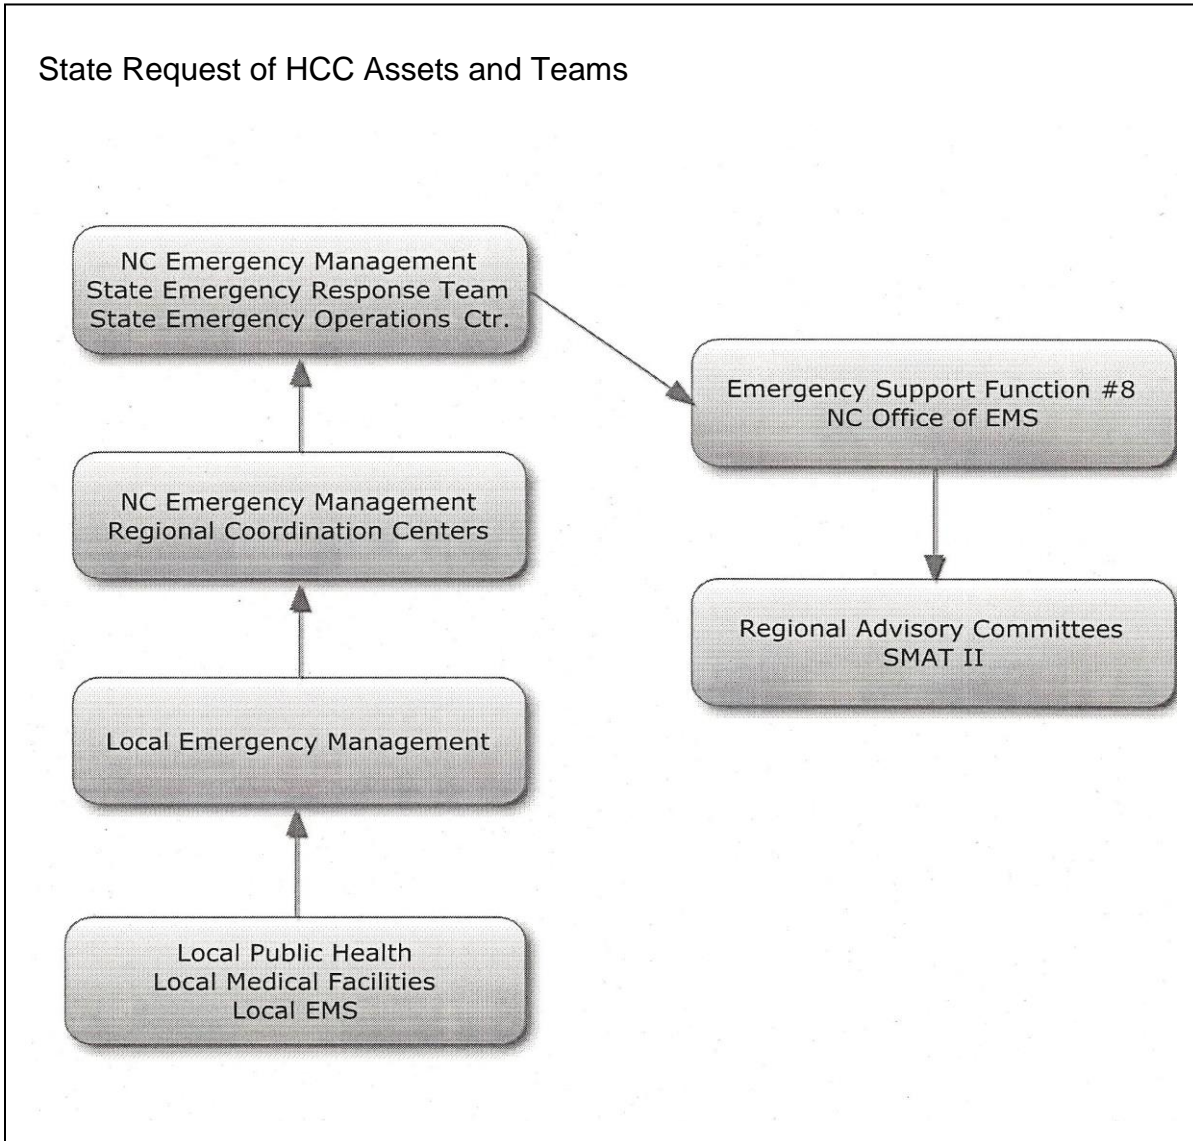 State Request of HCC Assets and Teams
NC Emergency Management
State Emergency Response Team
State Emergency Operations Ctr.
Emergency Support Function #8
NC Office of EMS
NC Emergency Management
Regional Coordination Centers
Regional Advisory Committees
SMAT II
Local Emergency Management
Local Public Health
Local Medical Facilities
Local EMS